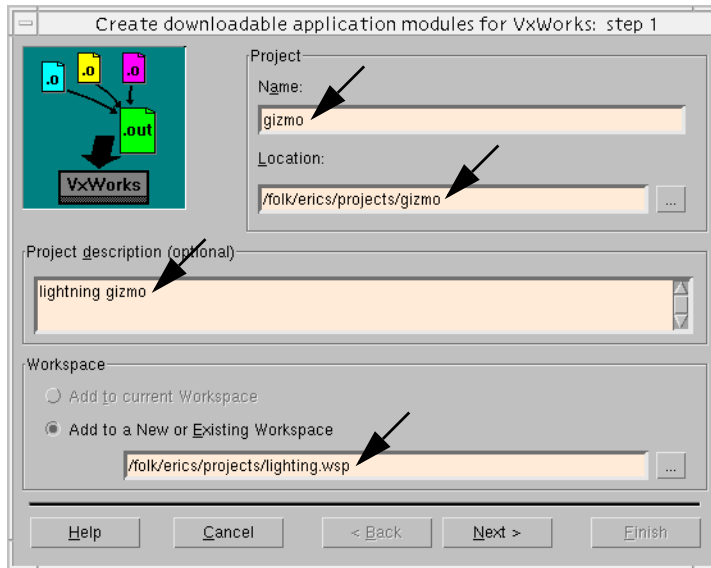 Create downloadable application modules for VxWorks: step 1
.o
.o
.o
.out
VxWorks
Project
Name:
gizmo
Location:
/folk/erics/projects/gizmo
...
Project description (optional)
lightning gizmo
Workspace
Add to current Workspace
Add to a New or Existing Workspace
/folk/erics/projects/lighting.wsp
...
Help
Cancel
< Back
Next >
Finish